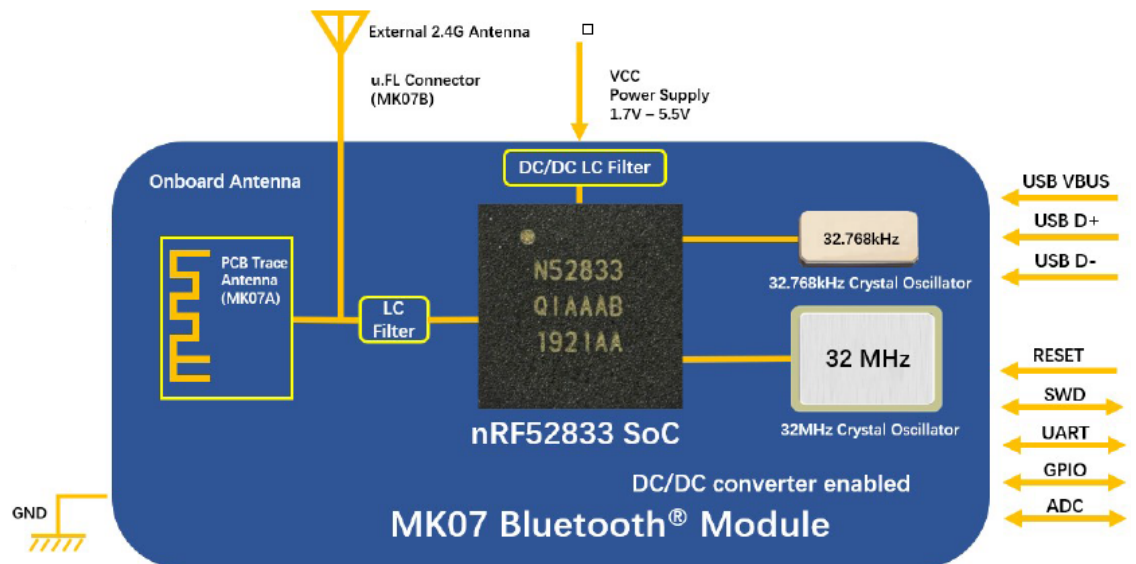 External 2.4G Antenna
u.FL Connector
(MK07B)
VCC
Power Supply
1.7V – 5.5V
DC/DC LC Filter
Onboard Antenna
PCB Trace
Antenna
(MK07A)
LC
Filter
N52833
QIAAAB
1921AA
nRF52833 SoC
32.768kHz
32.768kHz Crystal Oscillator
32 MHz
32MHz Crystal Oscillator
USB VBUS
USB D+
USB D-
RESET
SWD
UART
GPIO
ADC
GND
DC/DC converter enabled
MK07 Bluetooth® Module